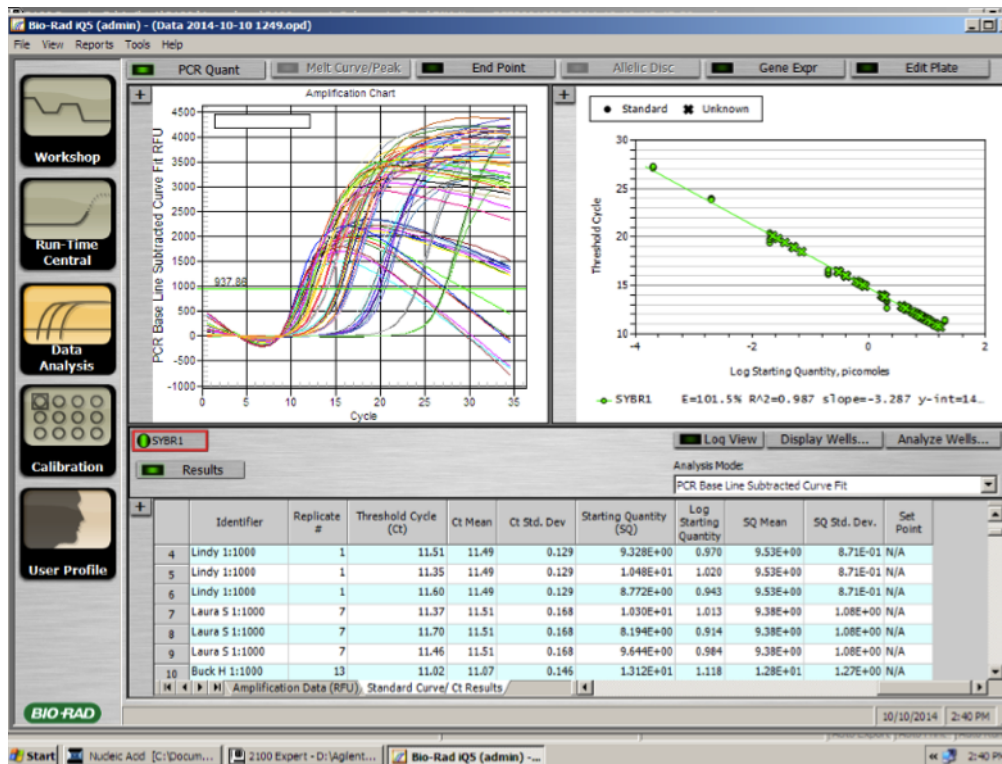 Bio-Rad iQ5 (admin) - (Data 2014-10-10 1249.opd)
File View Reports Tools Help
PCR Quant Melt Curve/Peak End Point Allelic Disc Gene Expr Edit Plate
Workshop
Run-Time Central
Data Analysis
Calibration
User Profile
BIO-RAD
Amplification Chart
PCR Base Line Subtracted Curve Fit RFU
4500
4000
3500
3000
2500
2000
1500
1000
500
0
-500
-1000
937.86
0 5 10 15 20 25 30 35
Cycle
Standard Unknown
Threshold Cycle
30
25
20
15
10
-4 -2 0 2
Log Starting Quantity, picomoles
SYBR1 E=101.5% R^2=0.987 slope=-3.287 y-int=14...
SYBR1
Log View Display Wells... Analyze Wells...
Results
Analysis Mode:
PCR Base Line Subtracted Curve Fit
Identifier Replicate # Threshold Cycle (Ct) Ct Mean Ct Std. Dev Starting Quantity (SQ) Log Starting Quantity SQ Mean SQ Std. Dev. Set Point
4 Lindy 1:1000 1 11.51 11.49 0.129 9.328E+00 0.970 9.53E+00 8.71E-01 N/A
5 Lindy 1:1000 1 11.35 11.49 0.129 1.048E+01 1.020 9.53E+00 8.71E-01 N/A
6 Lindy 1:1000 1 11.60 11.49 0.129 8.772E+00 0.943 9.53E+00 8.71E-01 N/A
7 Laura S 1:1000 7 11.37 11.51 0.168 1.030E+01 1.013 9.38E+00 1.08E+00 N/A
8 Laura S 1:1000 7 11.70 11.51 0.168 8.194E+00 0.914 9.38E+00 1.08E+00 N/A
9 Laura S 1:1000 7 11.46 11.51 0.168 9.644E+00 0.984 9.38E+00 1.08E+00 N/A
10 Buck H 1:1000 13 11.02 11.07 0.146 1.312E+01 1.118 1.28E+01 1.27E+00 N/A
Amplification Data (RFU) Standard Curve/ Ct Results
10/10/2014 2:40 PM
Start Nucleic Acid [C:\Docum... 2100 Expert - D:\Agilent... Bio-Rad iQ5 (admin) -... 2:40 PM